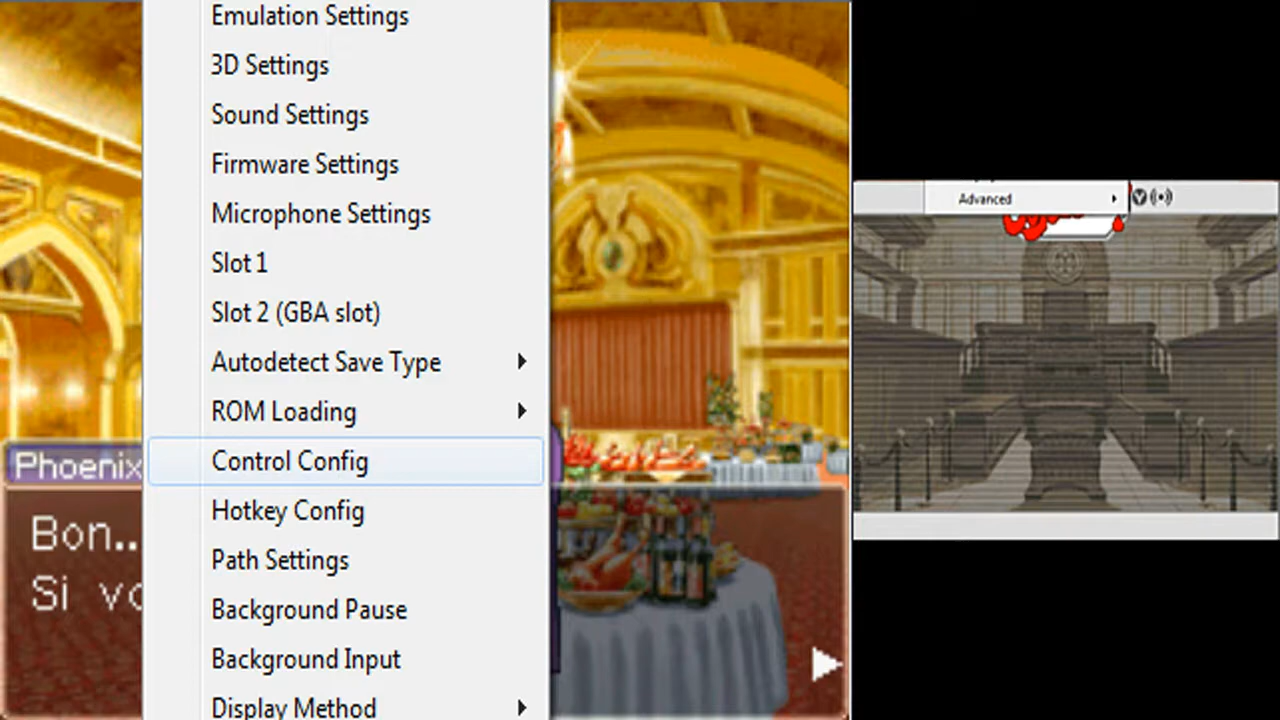 Emulation Settings
3D Settings
Sound Settings
Firmware Settings
Microphone Settings
Slot 1
Slot 2 (GBA slot)
Autodetect Save Type
ROM Loading
Control Config
Hotkey Config
Path Settings
Background Pause
Background Input
Display Method
Phoenix
Bon..
Si vo
Advanced